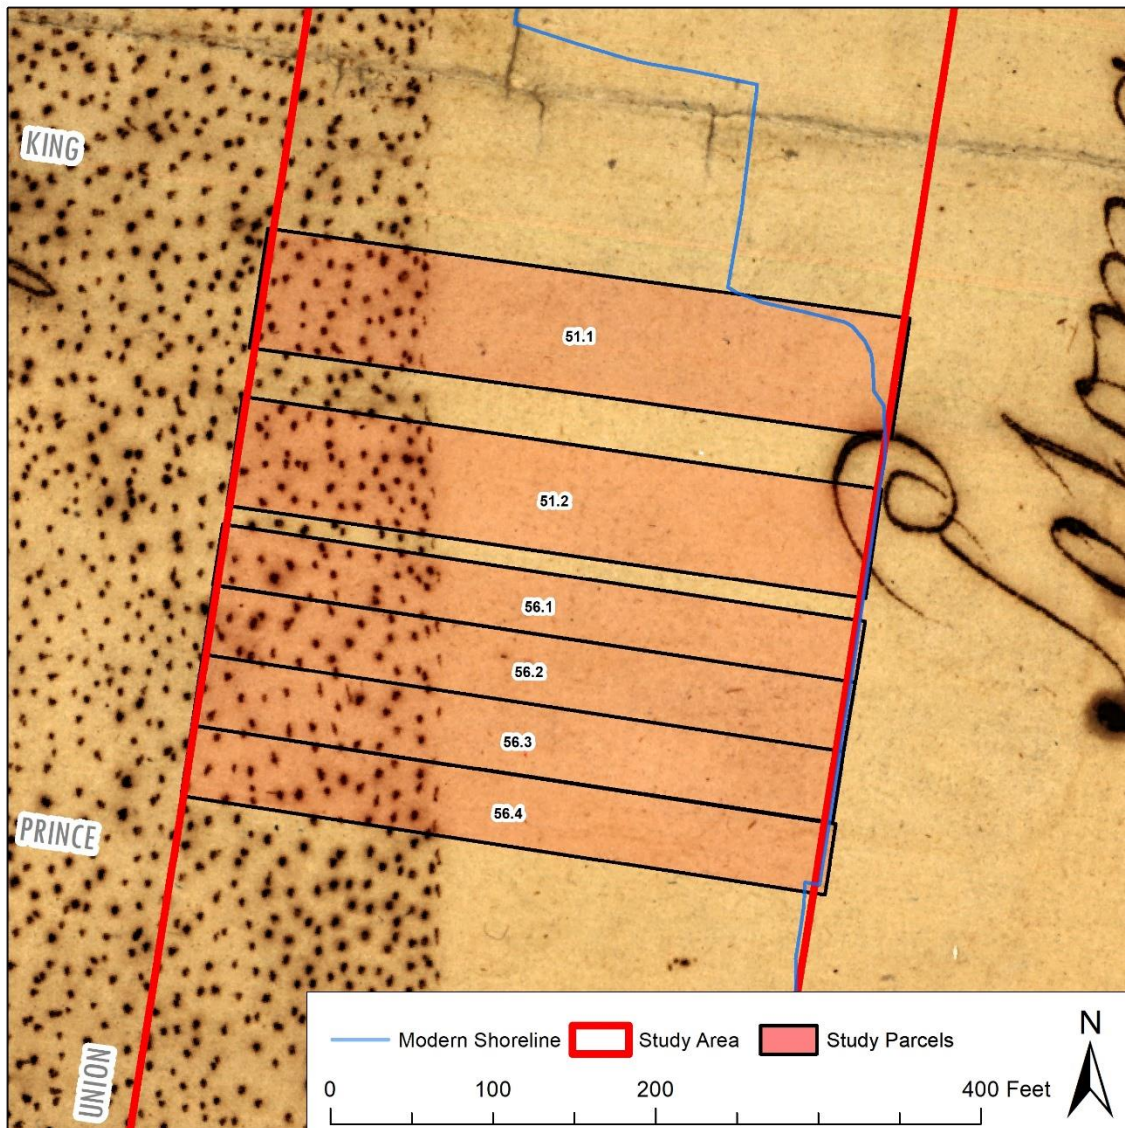 KING
51.1
51.2
56.1
56.2
56.3
PRINCE
56.4
UNION
Modern Shoreline
Study Area
Study Parcels
N
0
100
200
400 Feet